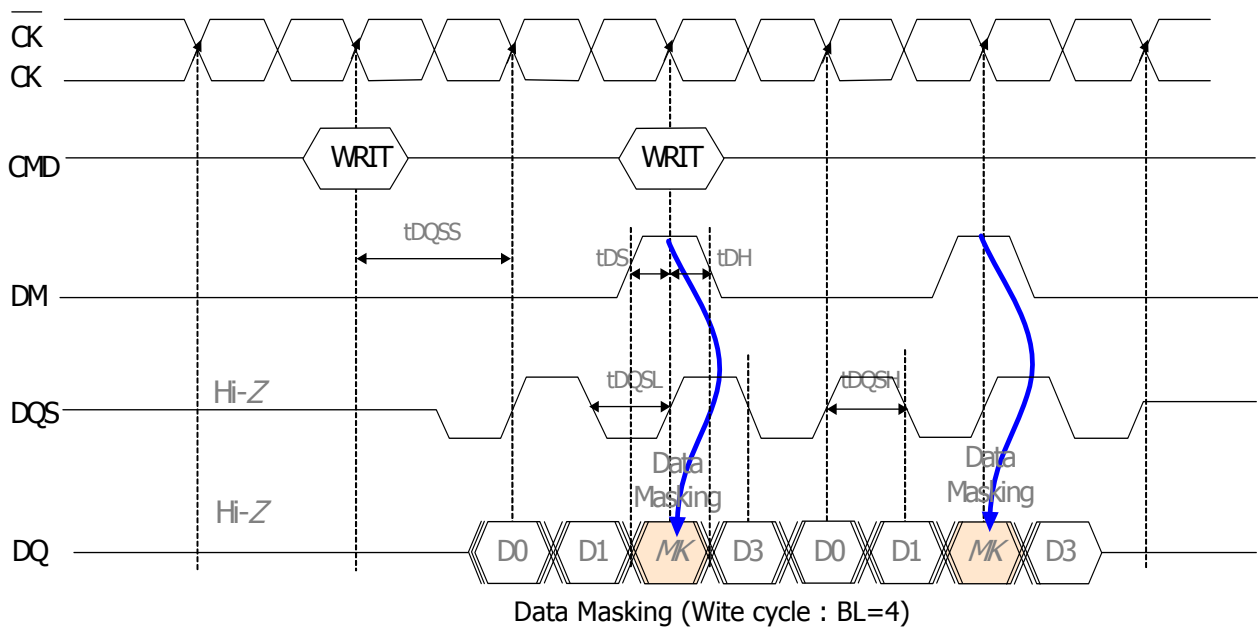 CK
CK
CMD WRIT WRIT
tDQSS
tDS tDH
DM
Hi-Z tDQSL tDQSH
DQS
Data Masking Data Masking
Hi-Z
DQ D0 D1 MK D3 D0 D1 MK D3
Data Masking (Wite cycle : BL=4)